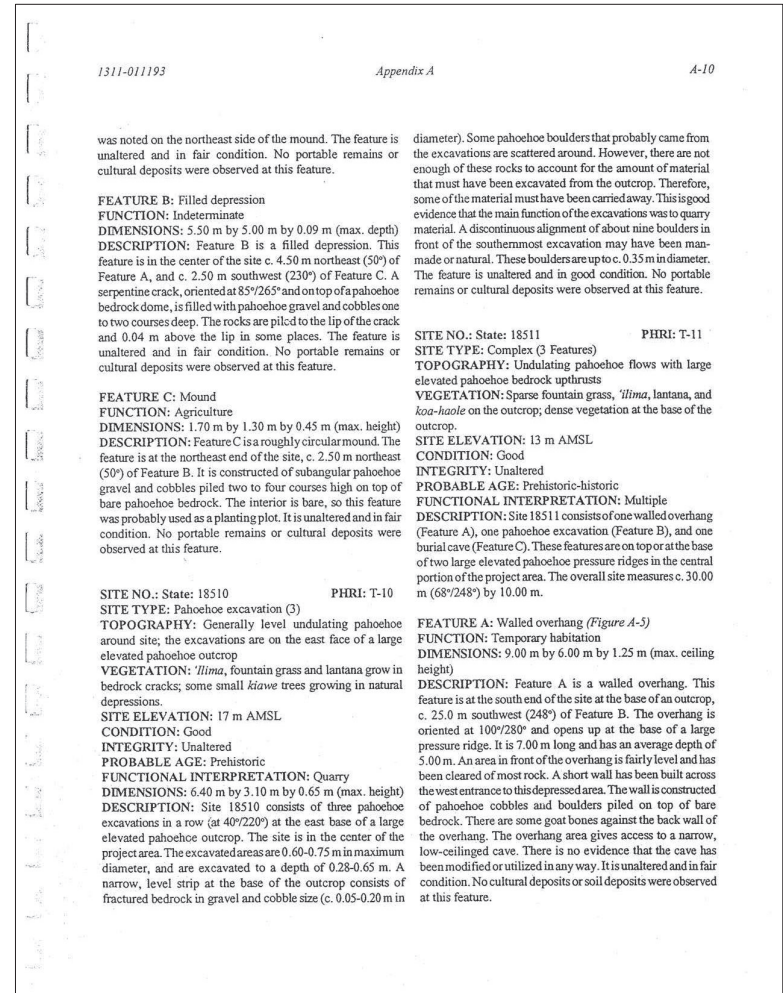 1311-011193
Appendix A
A-10
was noted on the northeast side of the mound. The feature is
unaltered and in fair condition. No portable remains or
cultural deposits were observed at this feature.
FEATURE B: Filled depression
FUNCTION: Indeterminate
DIMENSIONS: 5.50 m by 5.00 m by 0.09 m (max. depth)
DESCRIPTION: Feature B is a filled depression. This
feature is in the center of the site c. 4.50 m northeast (50°) of
Feature A, and c. 2.50 m southwest (230°) of Feature C. A
serpentine crack, oriented at 85°/265° and on top of a pahoehoe
bedrock dome, is filled with pahoehoe gravel and cobbles one
to two courses deep. The rocks are piled to the lip of the crack
and 0.04 m above the lip in some places. The feature is
unaltered and in fair condition. No portable remains or
cultural deposits were observed at this feature.
FEATURE C: Mound
FUNCTION: Agriculture
DIMENSIONS: 1.70 m by 1.30 m by 0.45 m (max. height)
DESCRIPTION: Feature C is a roughly circular mound. The
feature is at the northeast end of the site, c. 2.50 m northeast
(50°) of Feature B. It is constructed of subangular pahoehoe
gravel and cobbles piled two to four courses high on top of
bare pahoehoe bedrock. The interior is bare, so this feature
was probably used as a planting plot. It is unaltered and in fair
condition. No portable remains or cultural deposits were
observed at this feature.
SITE NO.: State: 18510 PHRI: T-10
SITE TYPE: Pahoehoe excavation (3)
TOPOGRAPHY: Generally level undulating pahoehoe
around site; the excavations are on the east face of a large
elevated pahoehoe outcrop
VEGETATION: 'Ilima, fountain grass and lantana grow in
bedrock cracks; some small kiawe trees growing in natural
depressions.
SITE ELEVATION: 17 m AMSL
CONDITION: Good
INTEGRITY: Unaltered
PROBABLE AGE: Prehistoric
FUNCTIONAL INTERPRETATION: Quarry
DIMENSIONS: 6.40 m by 3.10 m by 0.65 m (max. height)
DESCRIPTION: Site 18510 consists of three pahoehoe
excavations in a row (at 40°/220°) at the east base of a large
elevated pahoehoe outcrop. The site is in the center of the
project area. The excavated areas are 0.60-0.75 m in maximum
diameter, and are excavated to a depth of 0.28-0.65 m. A
narrow, level strip at the base of the outcrop consists of
fractured bedrock in gravel and cobble size (c. 0.05-0.20 m in
diameter). Some pahoehoe boulders that probably came from
the excavations are scattered around. However, there are not
enough of these rocks to account for the amount of material
that must have been excavated from the outcrop. Therefore,
some of the material must have been carried away. This is good
evidence that the main function of the excavations was to quarry
material. A discontinuous alignment of about nine boulders in
front of the southernmost excavation may have been man-
made or natural. These boulders are up to c. 0.35 m in diameter.
The feature is unaltered and in good condition. No portable
remains or cultural deposits were observed at this feature.
SITE NO.: State: 18511 PHRI: T-11
SITE TYPE: Complex (3 Features)
TOPOGRAPHY: Undulating pahoehoe flows with large
elevated pahoehoe bedrock upthrusts
VEGETATION: Sparse fountain grass, 'ilima, lantana, and
koa-haole on the outcrop; dense vegetation at the base of the
outcrop.
SITE ELEVATION: 13 m AMSL
CONDITION: Good
INTEGRITY: Unaltered
PROBABLE AGE: Prehistoric-historic
FUNCTIONAL INTERPRETATION: Multiple
DESCRIPTION: Site 18511 consists of one walled overhang
(Feature A), one pahoehoe excavation (Feature B), and one
burial cave (Feature C). These features are on top or at the base
of two large elevated pahoehoe pressure ridges in the central
portion of the project area. The overall site measures c. 30.00
m (68°/248°) by 10.00 m.
FEATURE A: Walled overhang (Figure A-5)
FUNCTION: Temporary habitation
DIMENSIONS: 9.00 m by 6.00 m by 1.25 m (max. ceiling
height)
DESCRIPTION: Feature A is a walled overhang. This
feature is at the south end of the site at the base of an outcrop,
c. 25.0 m southwest (248°) of Feature B. The overhang is
oriented at 100°/280° and opens up at the base of a large
pressure ridge. It is 7.00 m long and has an average depth of
5.00 m. An area in front of the overhang is fairly level and has
been cleared of most rock. A short wall has been built across
the west entrance to this depressed area. The wall is constructed
of pahoehoe cobbles and boulders piled on top of bare
bedrock. There are some goat bones against the back wall of
the overhang. The overhang area gives access to a narrow,
low-ceilinged cave. There is no evidence that the cave has
been modified or utilized in any way. It is unaltered and in fair
condition. No cultural deposits or soil deposits were observed
at this feature.